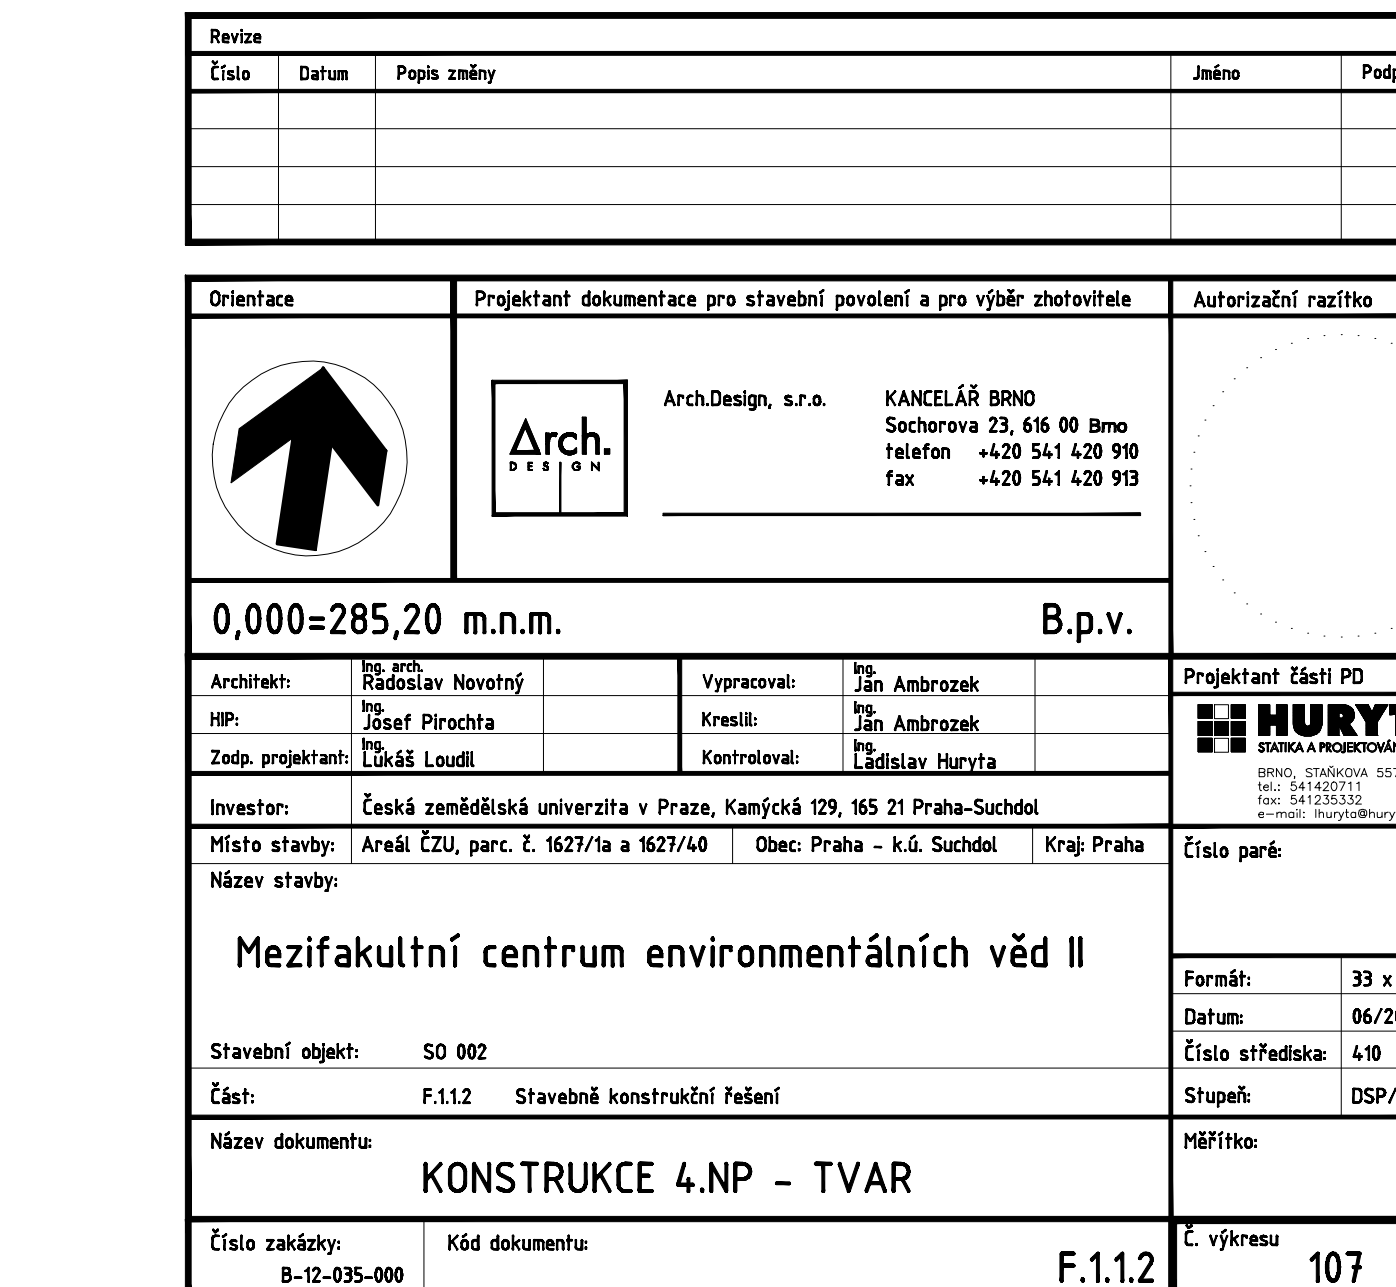 Revize
Číslo Datum Popis změny Jméno
Orientace Projektant dokumentace pro stavební povolení a pro výběr zhotovitele Autorizační razítko
Arch.
DESIGN
Arch.Design, s.r.o. KANCELÁŘ BRNO
Sochorova 23, 616 00 Brno
telefon +420 541 420 910
fax +420 541 420 913
0,000=285,20 m.n.m. B.p.v.
Architekt: Ing. arch. Radoslav Novotný Vypracoval: Ing. Jan Ambrozek
HIP: Ing. Josef Pirochta Kreslil: Ing. Jan Ambrozek
Zodp. projektant: Ing. Lukáš Loudil Kontroloval: Ing. Ladislav Huryta
Projektant části PD
STATIKA A
BRNO, STAŇKOVA
tel.: 541420711
fax: 541235332
e-mail:
Investor: Česká zemědělská univerzita v Praze, Kamýcká 129, 165 21 Praha-Suchdol
Místo stavby: Areál ČZU, parc. č. 1627/1a a 1627/40 Obec: Praha - k.ú. Suchdol Kraj: Praha
Číslo paré:
Název stavby:
Mezifakultní centrum environmentálních věd II
Formát: 33 x
Datum:
Číslo střediska: 410
Stupeň:
Stavební objekt: SO 002
Část: F.1.1.2 Stavebně konstrukční řešení
Název dokumentu:
KONSTRUKCE 4.NP - TVAR
Měřítko:
Číslo zakázky: Kód dokumentu: Č. výkresu
B-12-035-000 F.1.1.2 107